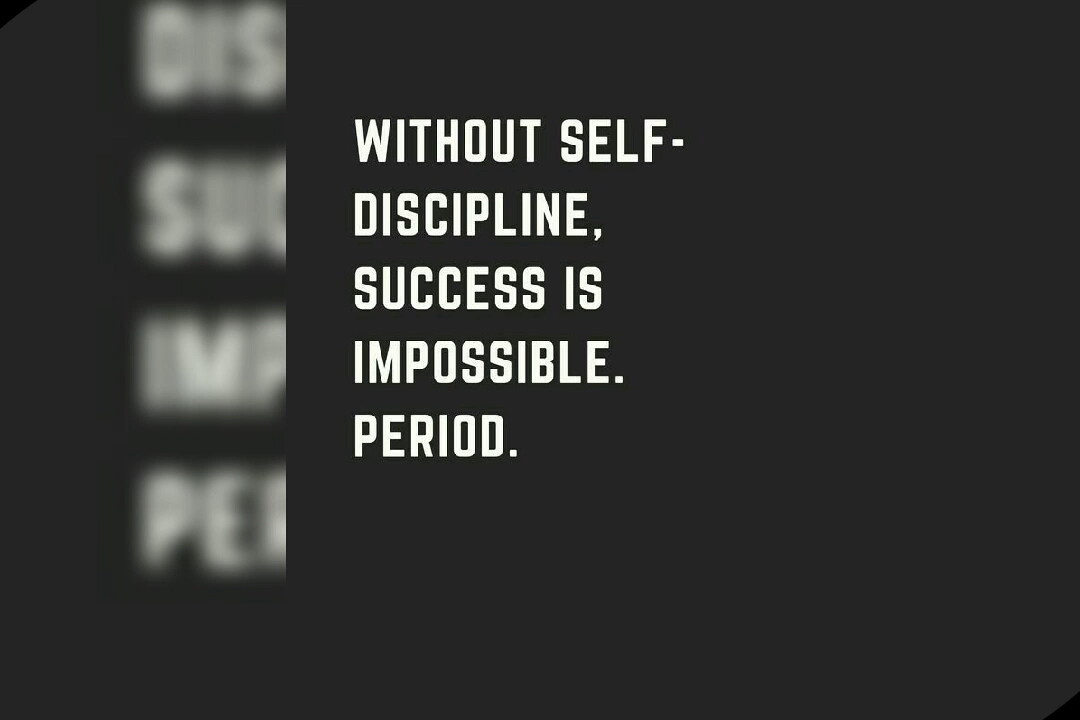 WITHOUT SELF-
DISCIPLINE,
SUCCESS IS
IMPOSSIBLE.
PERIOD.